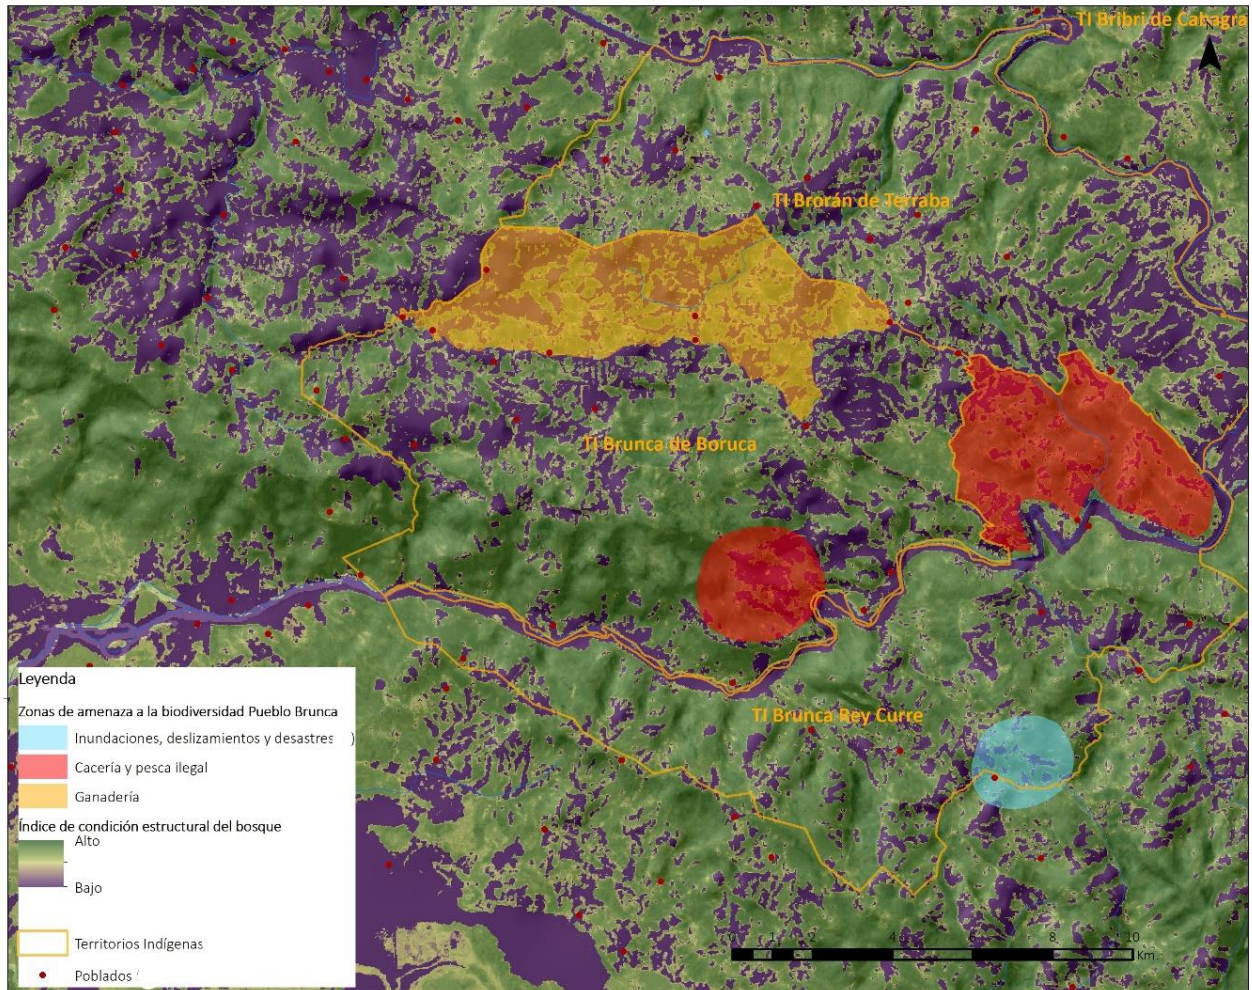 TI Bribri de Cabagra
TI Brorán de Terraba
TI Brunca de Boruca
TI Brunca Rey Curre
Leyenda
Zonas de amenaza a la biodiversidad Pueblo Brunca
Inundaciones, deslizamientos y desastres )
Cacería y pesca ilegal
Ganadería
Índice de condición estructural del bosque
Alto
Bajo
Territorios Indígenas
Poblados
0 1 2 4 6 8 10
Km